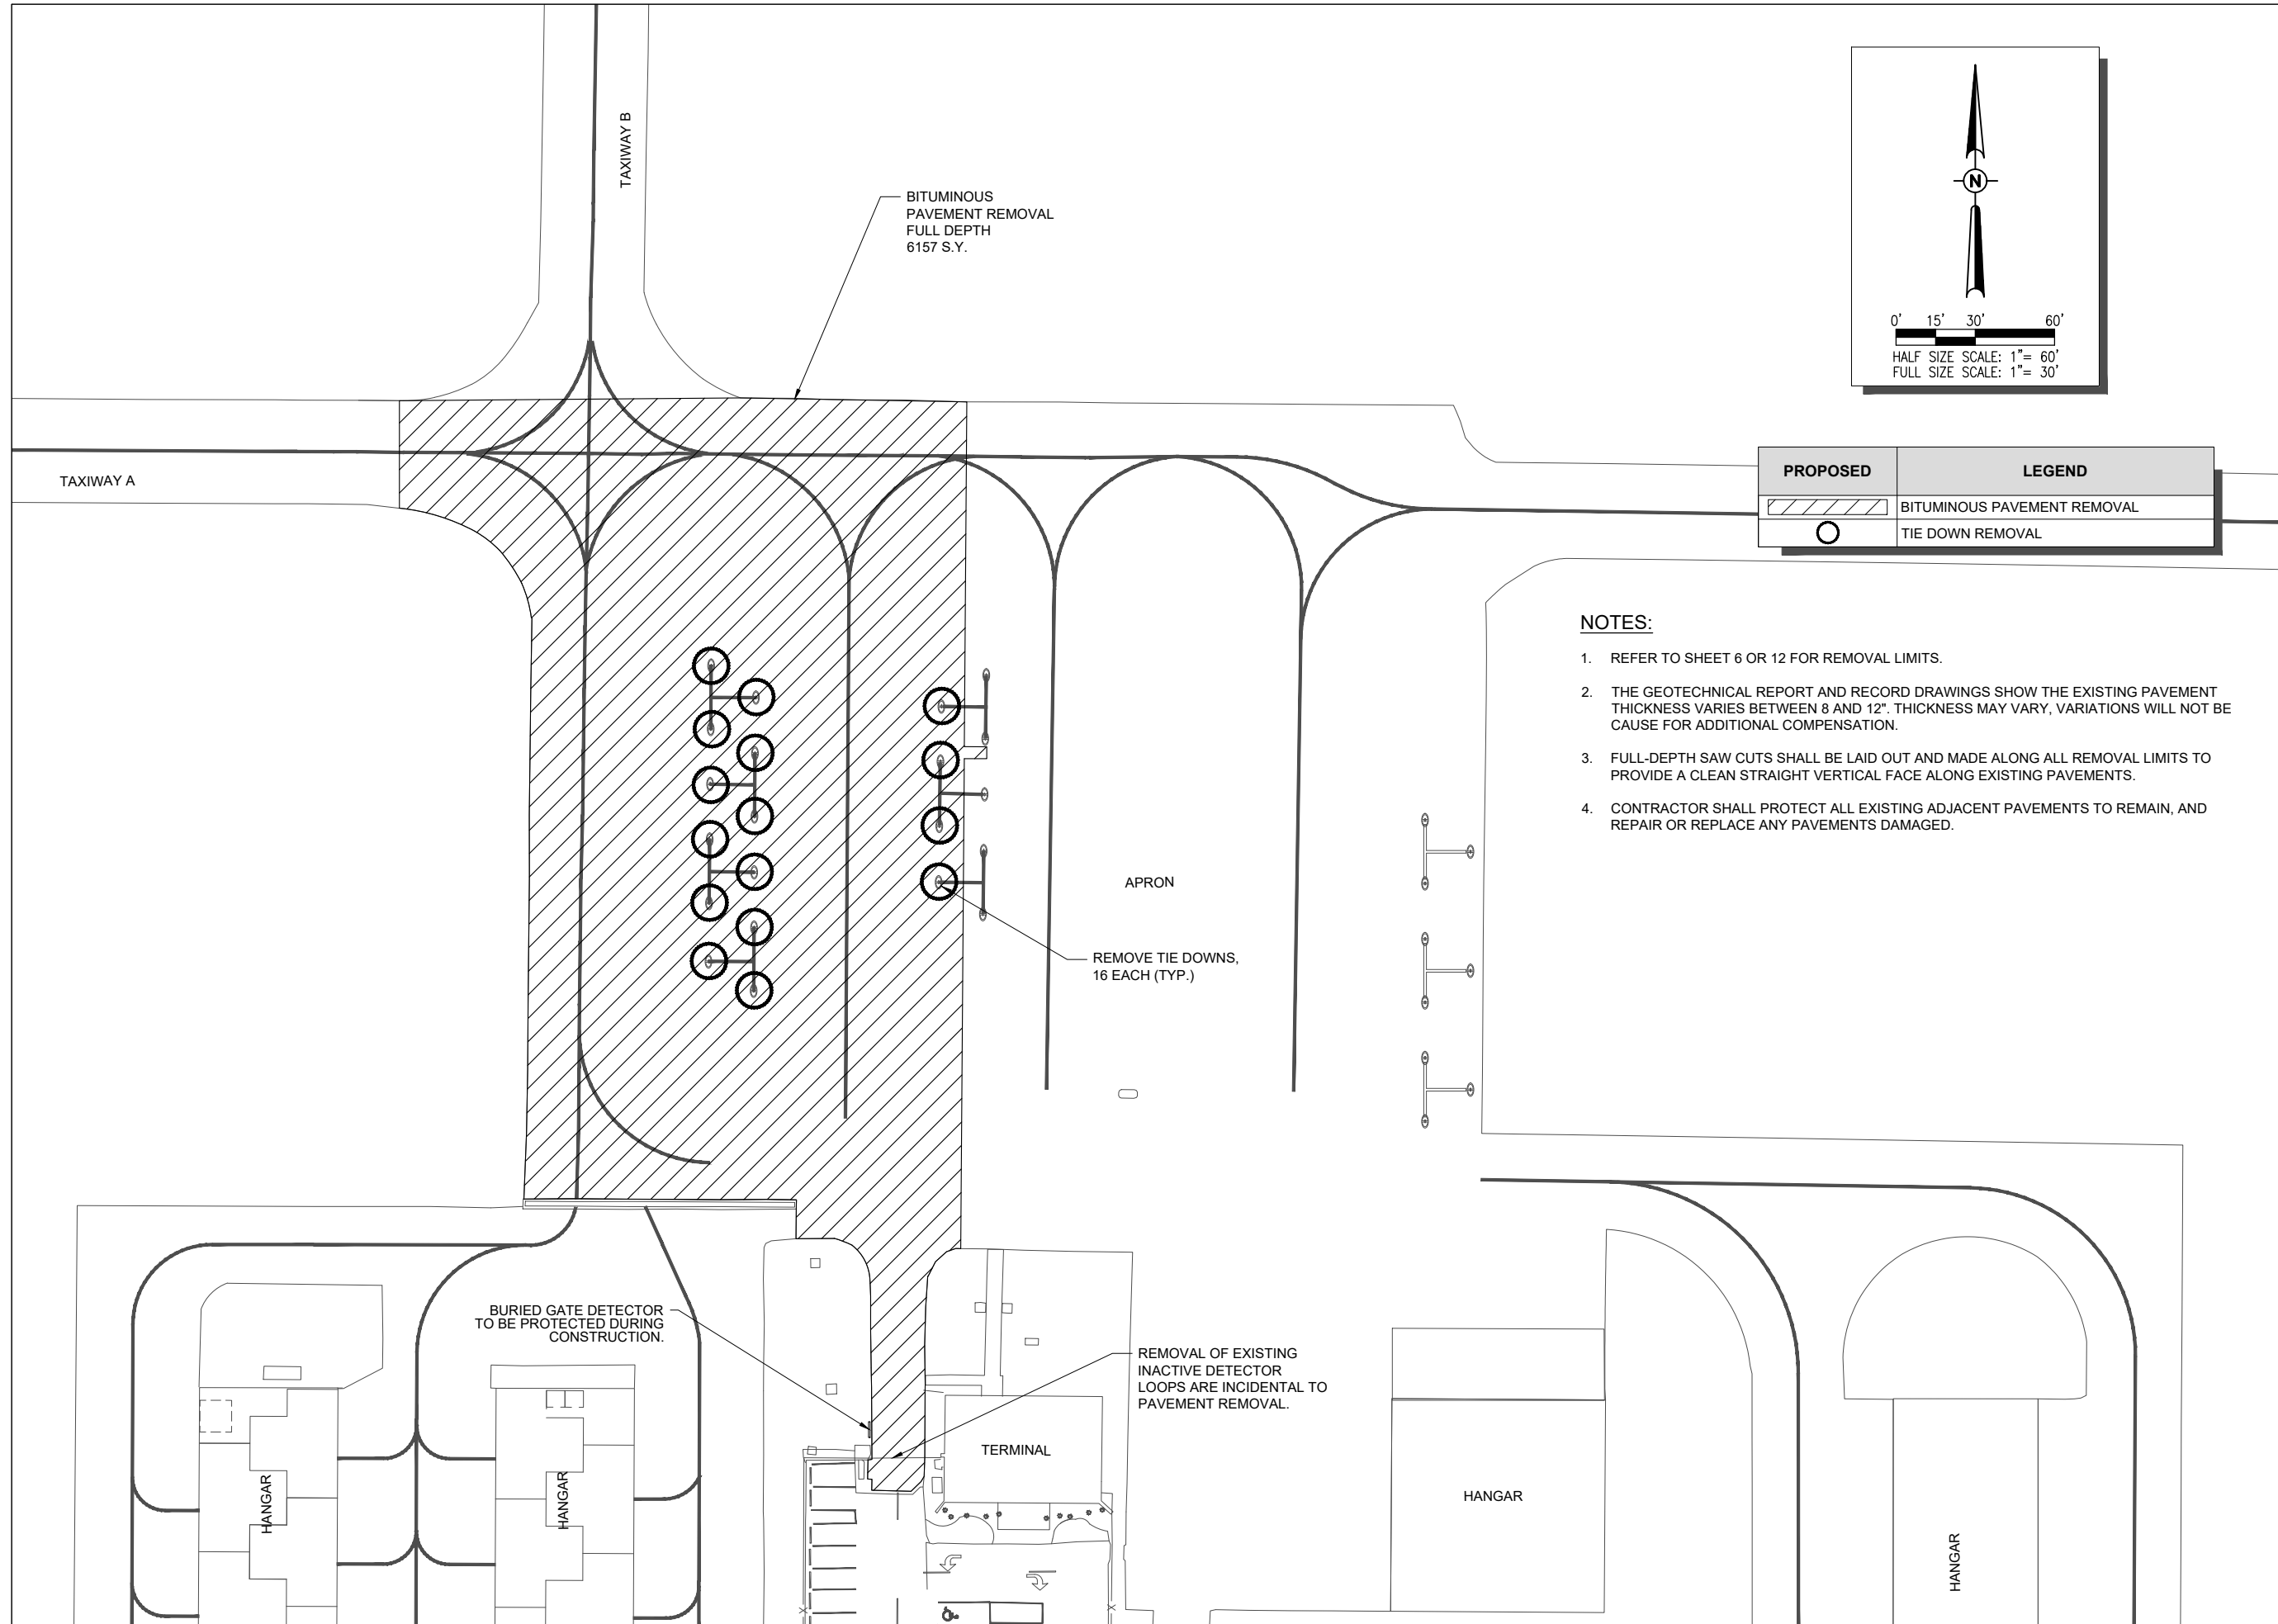 TAXIWAY B
BITUMINOUS
PAVEMENT REMOVAL
FULL DEPTH
6157 S.Y.
N
0' 15' 30' 60'
HALF SIZE SCALE: 1"= 60'
FULL SIZE SCALE: 1"= 30'
TAXIWAY A
PROPOSED LEGEND
BITUMINOUS PAVEMENT REMOVAL
TIE DOWN REMOVAL
NOTES:
1. REFER TO SHEET 6 OR 12 FOR REMOVAL LIMITS.
2. THE GEOTECHNICAL REPORT AND RECORD DRAWINGS SHOW THE EXISTING PAVEMENT
THICKNESS VARIES BETWEEN 8 AND 12". THICKNESS MAY VARY, VARIATIONS WILL NOT BE
CAUSE FOR ADDITIONAL COMPENSATION.
3. FULL-DEPTH SAW CUTS SHALL BE LAID OUT AND MADE ALONG ALL REMOVAL LIMITS TO
PROVIDE A CLEAN STRAIGHT VERTICAL FACE ALONG EXISTING PAVEMENTS.
4. CONTRACTOR SHALL PROTECT ALL EXISTING ADJACENT PAVEMENTS TO REMAIN, AND
REPAIR OR REPLACE ANY PAVEMENTS DAMAGED.
APRON
REMOVE TIE DOWNS,
16 EACH (TYP.)
BURIED GATE DETECTOR
TO BE PROTECTED DURING
CONSTRUCTION.
REMOVAL OF EXISTING
INACTIVE DETECTOR
LOOPS ARE INCIDENTAL TO
PAVEMENT REMOVAL.
TERMINAL
HANGAR
HANGAR
HANGAR
HANGAR